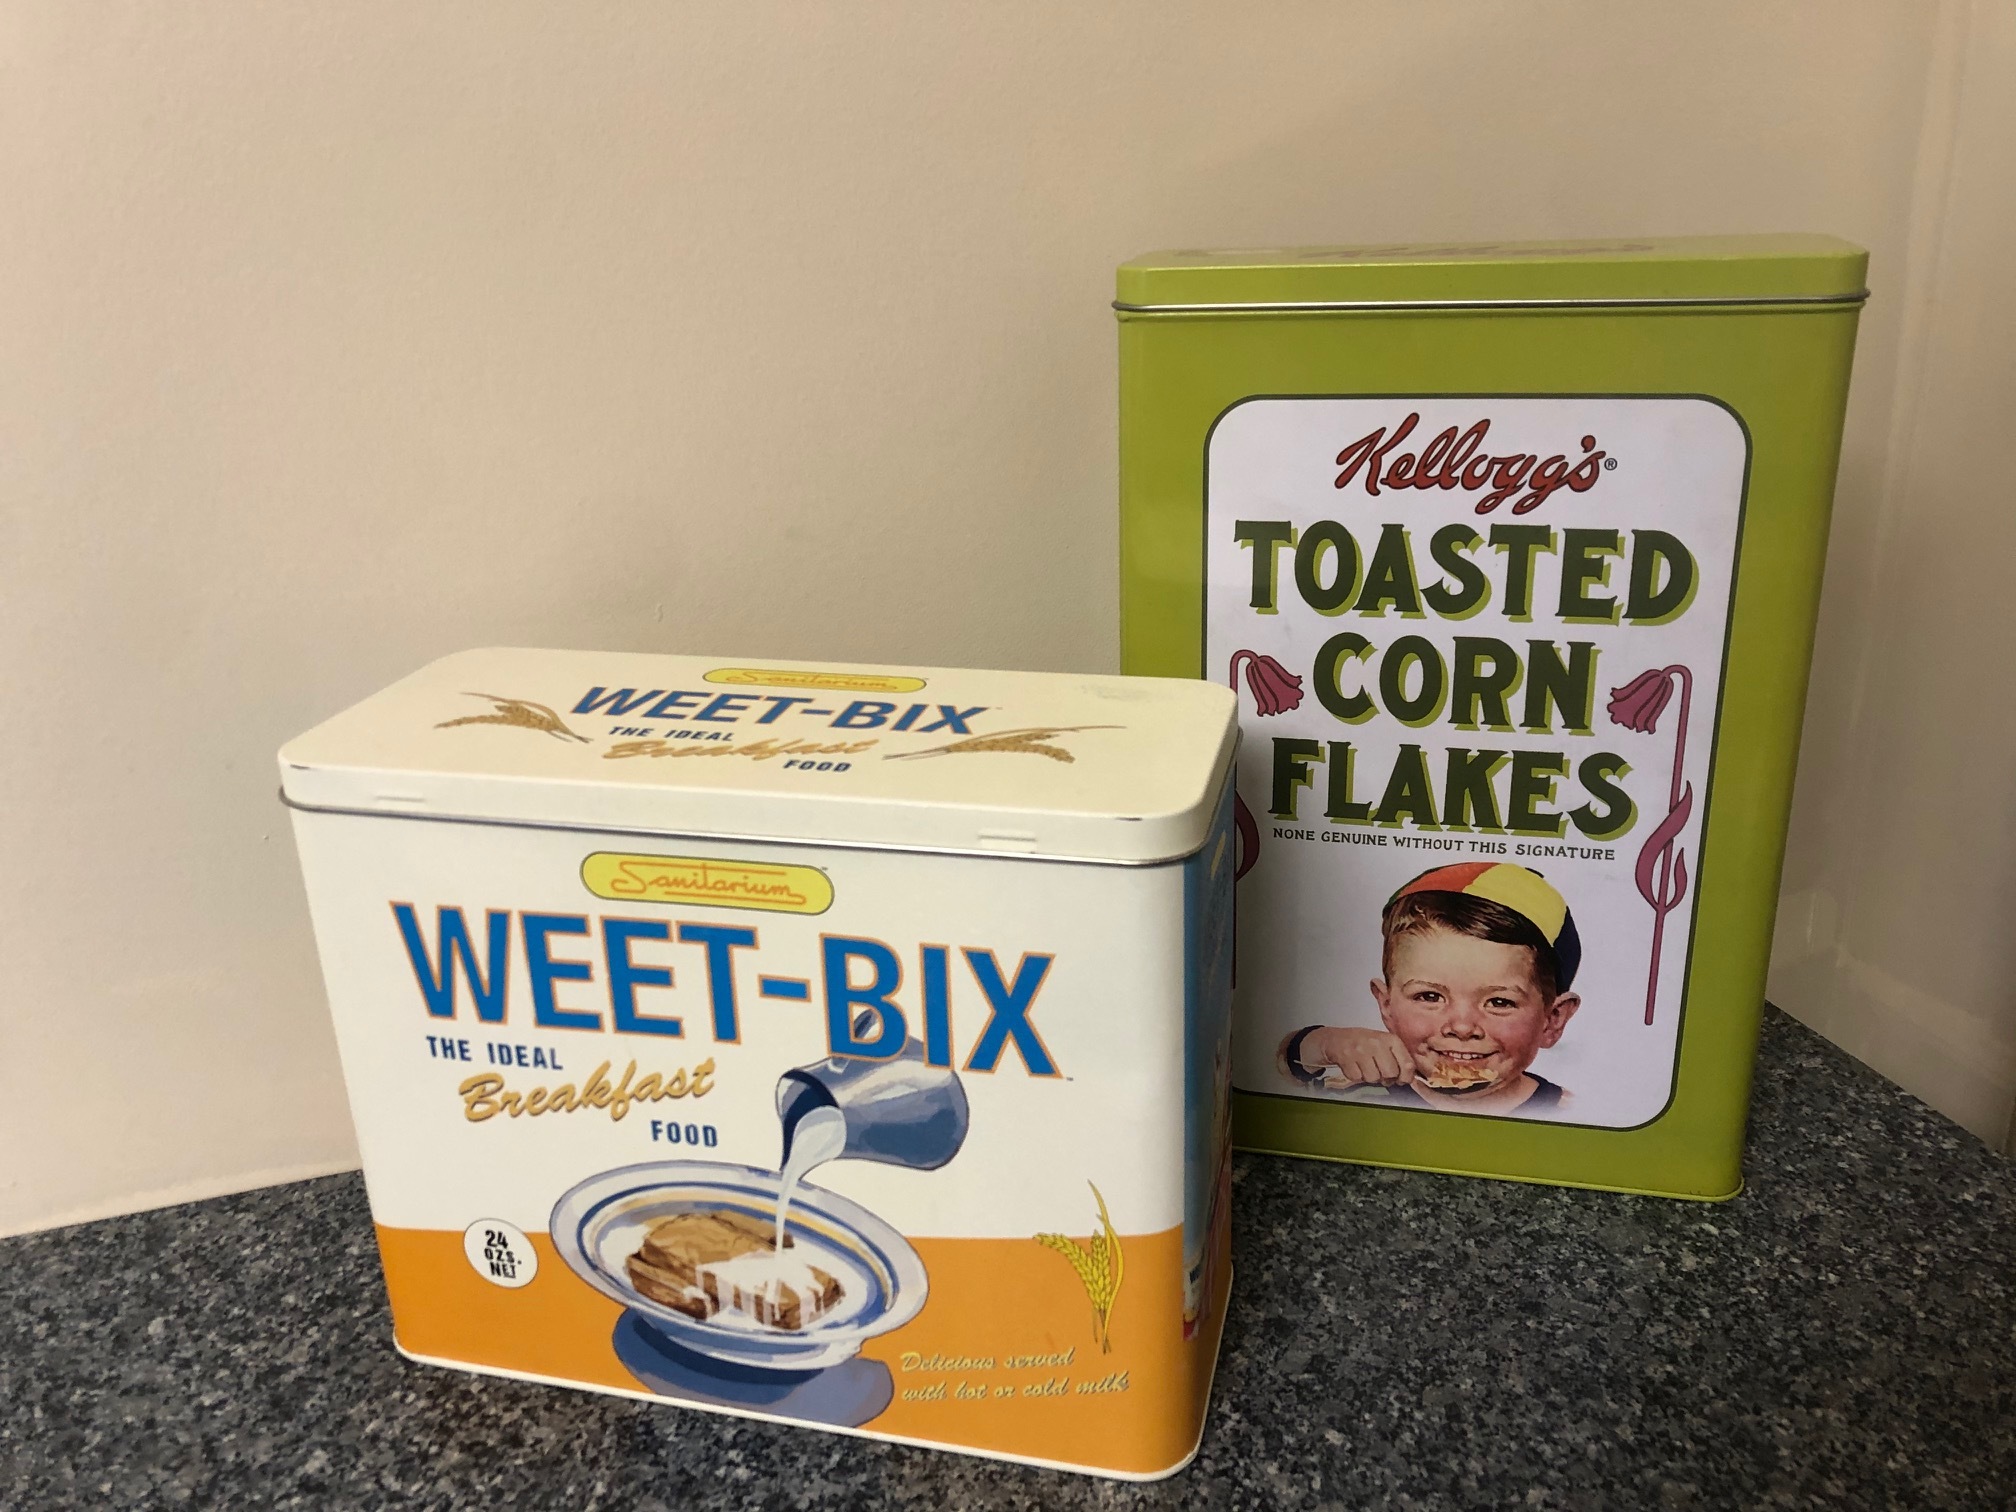 Sanitarium
WEET-BIX
THE IDEAL
Breakfast
FOOD
Sanitarium
WEET-BIX
THE IDEAL
Breakfast
FOOD
24
OZs.
NET
Delicious served
with hot or cold milk
Kellogg's®
TOASTED
CORN
FLAKES
NONE GENUINE WITHOUT THIS SIGNATURE